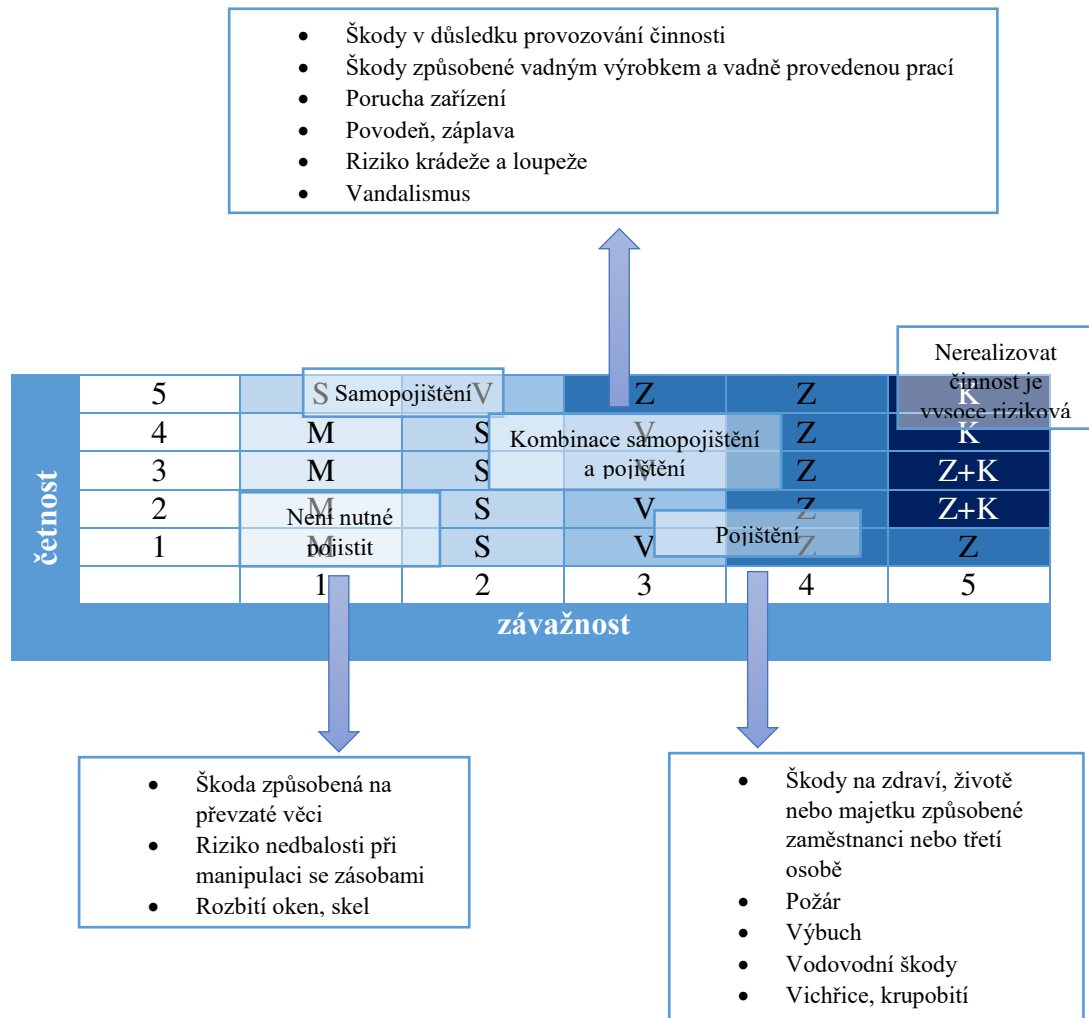 • Škody v důsledku provozování činnosti
• Škody způsobené vadným výrobkem a vadně provedenou prací
• Porucha zařízení
• Povodeň, záplava
• Riziko krádeže a loupeže
• Vandalismus
Nerealizovat
činnost je
vysoce riziková
5 S V Z Z K
Samopojištění
4 M S V Z K
Kombinace samopojištění
a pojištění
3 M S V Z Z+K
2 M S V Z Z+K
Není nutné
pojistit
Pojištění
1 M S V Z Z
1 2 3 4 5
četnost
závažnost
• Škoda způsobená na
převzaté věci
• Riziko nedbalosti při
manipulaci se zásobami
• Rozbití oken, skel
• Škody na zdraví, životě
nebo majetku způsobené
zaměstnanci nebo třetí
osobě
• Požár
• Výbuch
• Vodovodní škody
• Vichřice, krupobití